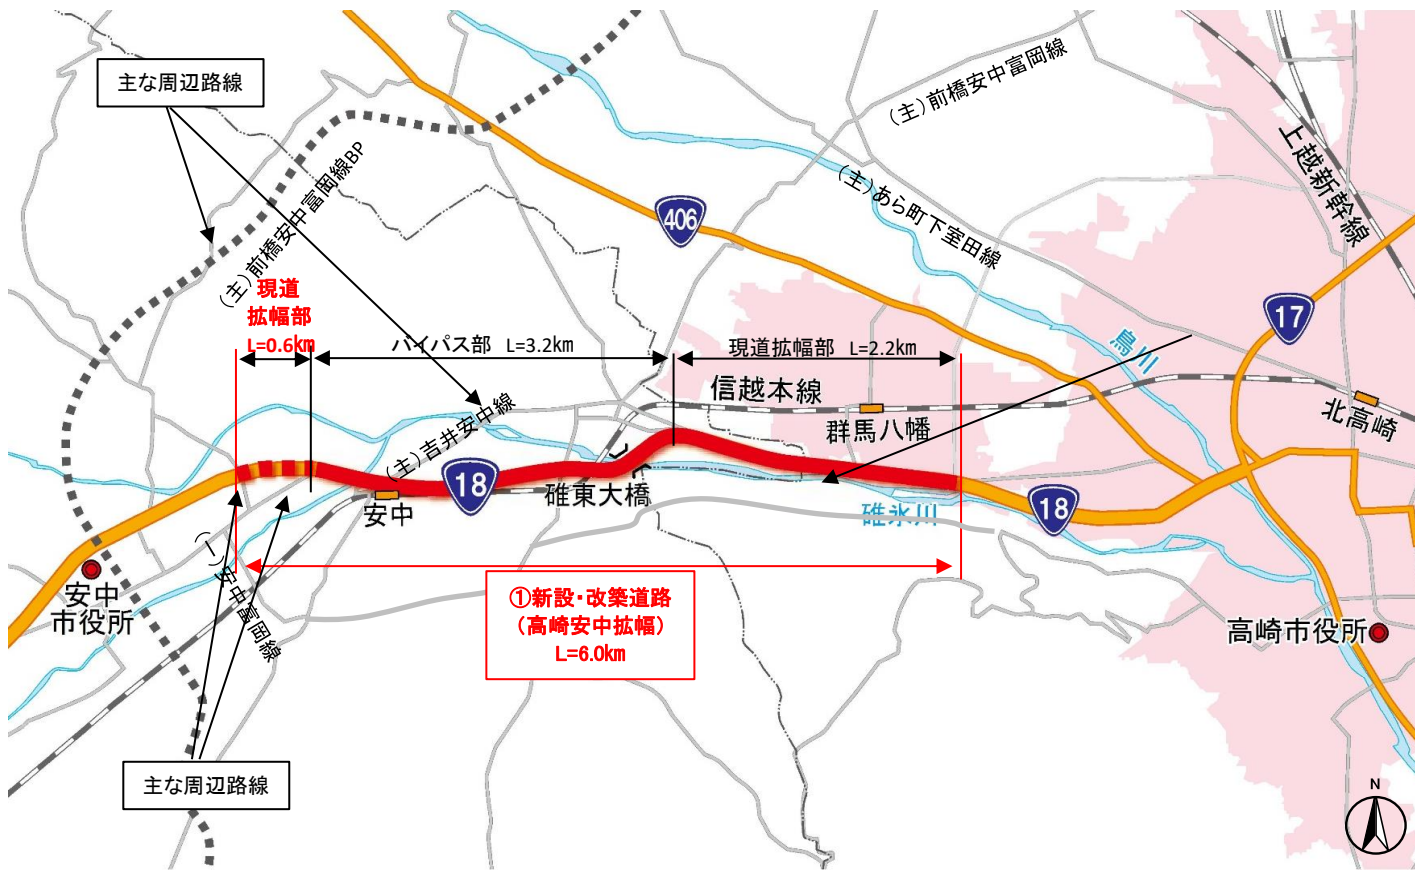 主な周辺路線
(主)前橋安中富岡線
上越新幹線
(主)あら町下室田線
406
(主)前橋安中富岡線BP
17
烏川
現道
拡幅部
L=0.6km
バイパス部 L=3.2km
現道拡幅部 L=2.2km
信越本線
群馬八幡
北高崎
(主)吉井安中線
18
碓東大橋
安中
碓氷川
18
(一)安中富岡線
安中
市役所
①新設・改築道路
(高崎安中拡幅)
L=6.0km
高崎市役所
主な周辺路線
N